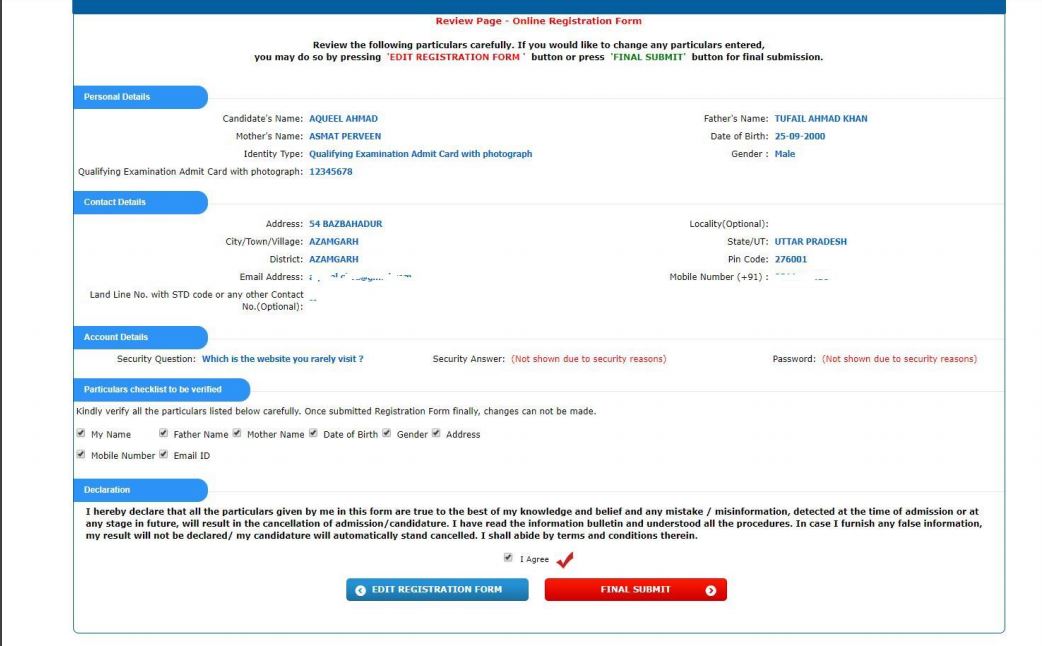 Review Page - Online Registration Form
Review the following particulars carefully. If you would like to change any particulars entered,
you may do so by pressing 'EDIT REGISTRATION FORM ' button or press 'FINAL SUBMIT' button for final submission.
Personal Details
Candidate's Name: AQUEEL AHMAD Father's Name: TUFAIL AHMAD KHAN
Mother's Name: ASMAT PERVEEN Date of Birth: 25-09-2000
Identity Type: Qualifying Examination Admit Card with photograph Gender : Male
Qualifying Examination Admit Card with photograph: 12345678
Contact Details
Address: 54 BAZBAHADUR Locality(Optional):
City/Town/Village: AZAMGARH State/UT: UTTAR PRADESH
District: AZAMGARH Pin Code: 276001
Email Address: Mobile Number (+91) :
Land Line No. with STD code or any other Contact
No.(Optional): --
Account Details
Security Question: Which is the website you rarely visit ? Security Answer: (Not shown due to security reasons) Password: (Not shown due to security reasons)
Particulars checklist to be verified
Kindly verify all the particulars listed below carefully. Once submitted Registration Form finally, changes can not be made.
My Name Father Name Mother Name Date of Birth Gender Address
Mobile Number Email ID
Declaration
I hereby declare that all the particulars given by me in this form are true to the best of my knowledge and belief and any mistake / misinformation, detected at the time of admission or at
any stage in future, will result in the cancellation of admission/candidature. I have read the information bulletin and understood all the procedures. In case I furnish any false information,
my result will not be declared/ my candidature will automatically stand cancelled. I shall abide by terms and conditions therein.
I Agree
EDIT REGISTRATION FORM FINAL SUBMIT